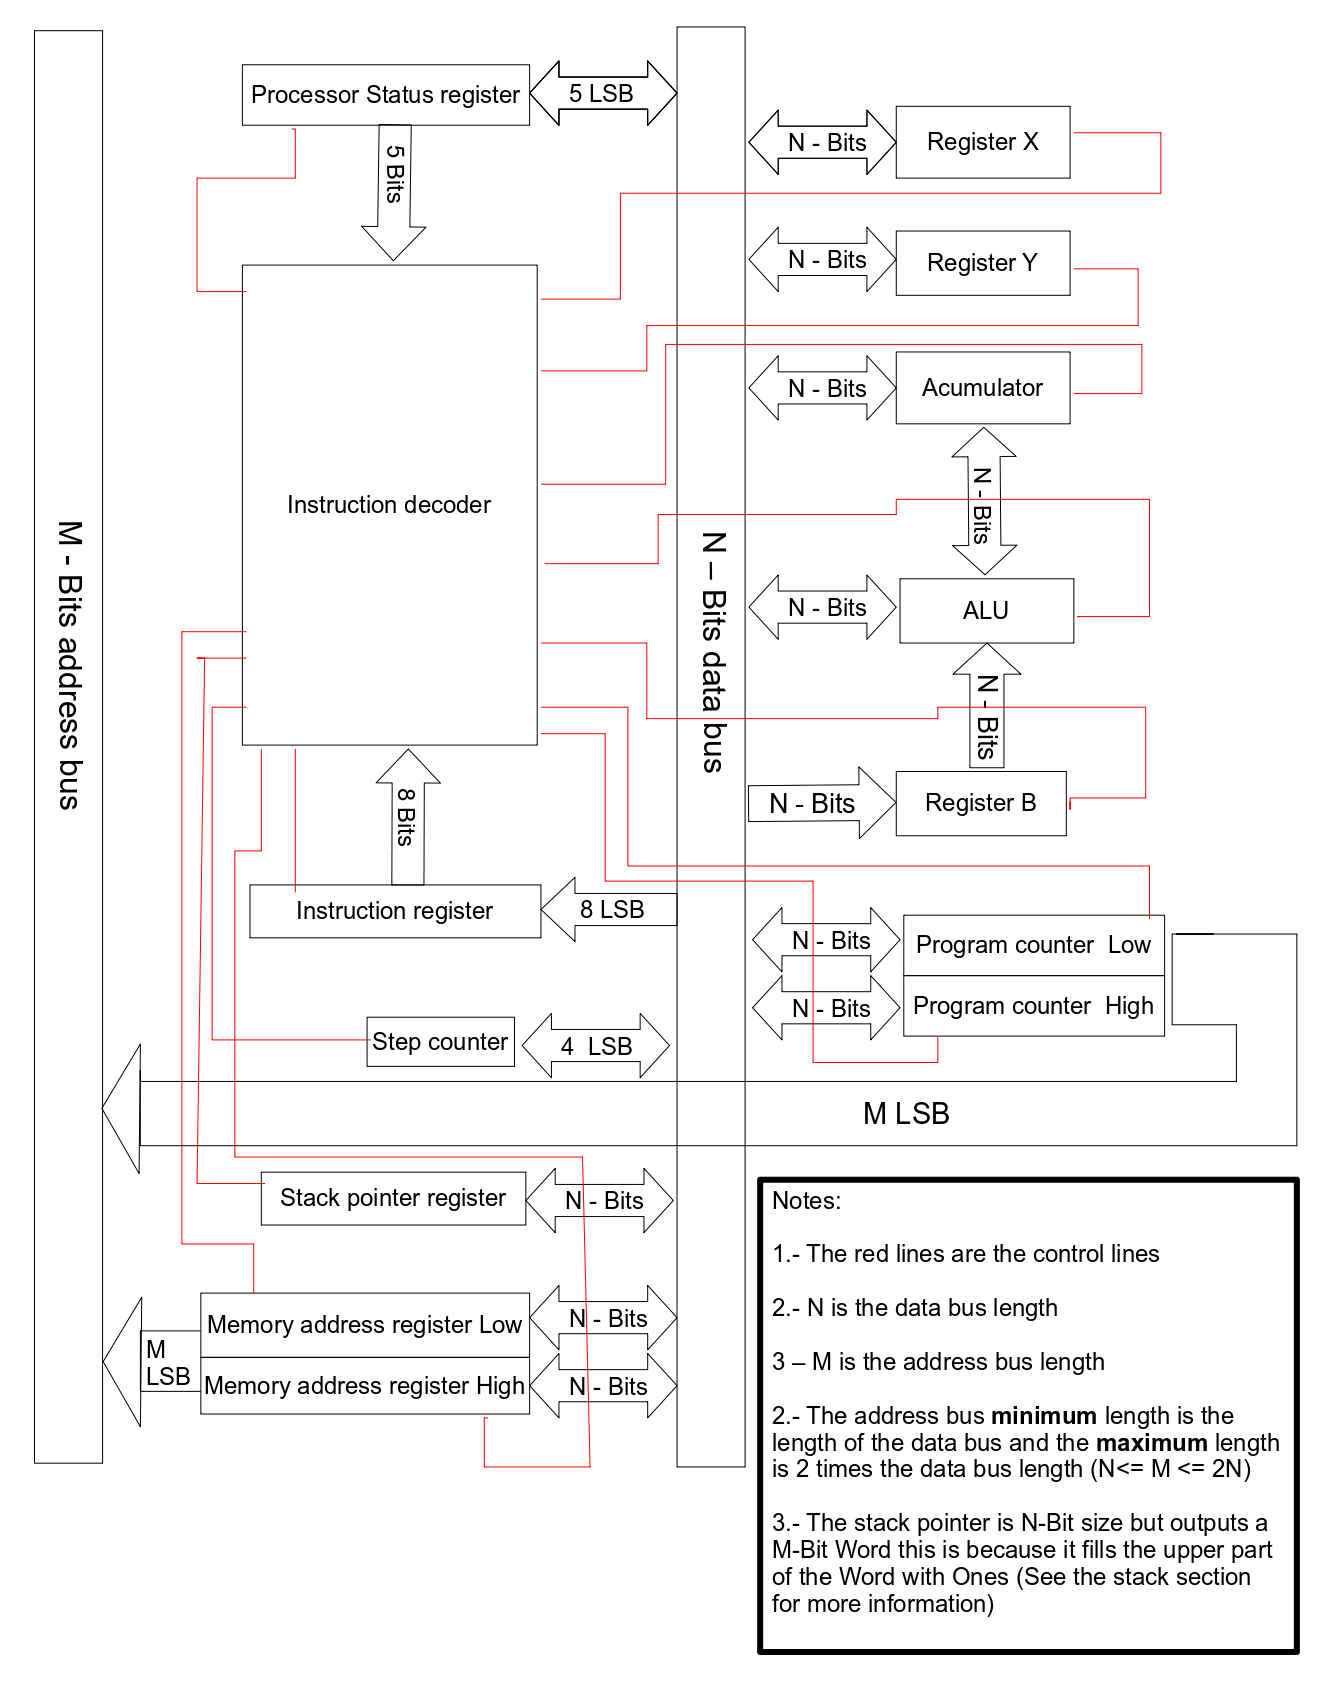 Processor Status register
5 LSB
N - Bits
Register X
5 Bits
N - Bits
Register Y
N - Bits
Acumulator
Instruction decoder
N - Bits
M - Bits address bus
N – Bits data bus
N - Bits
ALU
N - Bits
8 Bits
N - Bits
Register B
Instruction register
8 LSB
N - Bits
Program counter  Low
N - Bits
Program counter  High
Step counter
4  LSB
M LSB
Stack pointer register
N - Bits
Memory address register Low
N - Bits
M
LSB
Memory address register High
N - Bits
Notes:
1.- The red lines are the control lines
2.- N is the data bus length
3 – M is the address bus length
2.- The address bus minimum length is the
length of the data bus and the maximum length
is 2 times the data bus length (N<= M <= 2N)
3.- The stack pointer is N-Bit size but outputs a
M-Bit Word this is because it fills the upper part
of the Word with Ones (See the stack section
for more information)